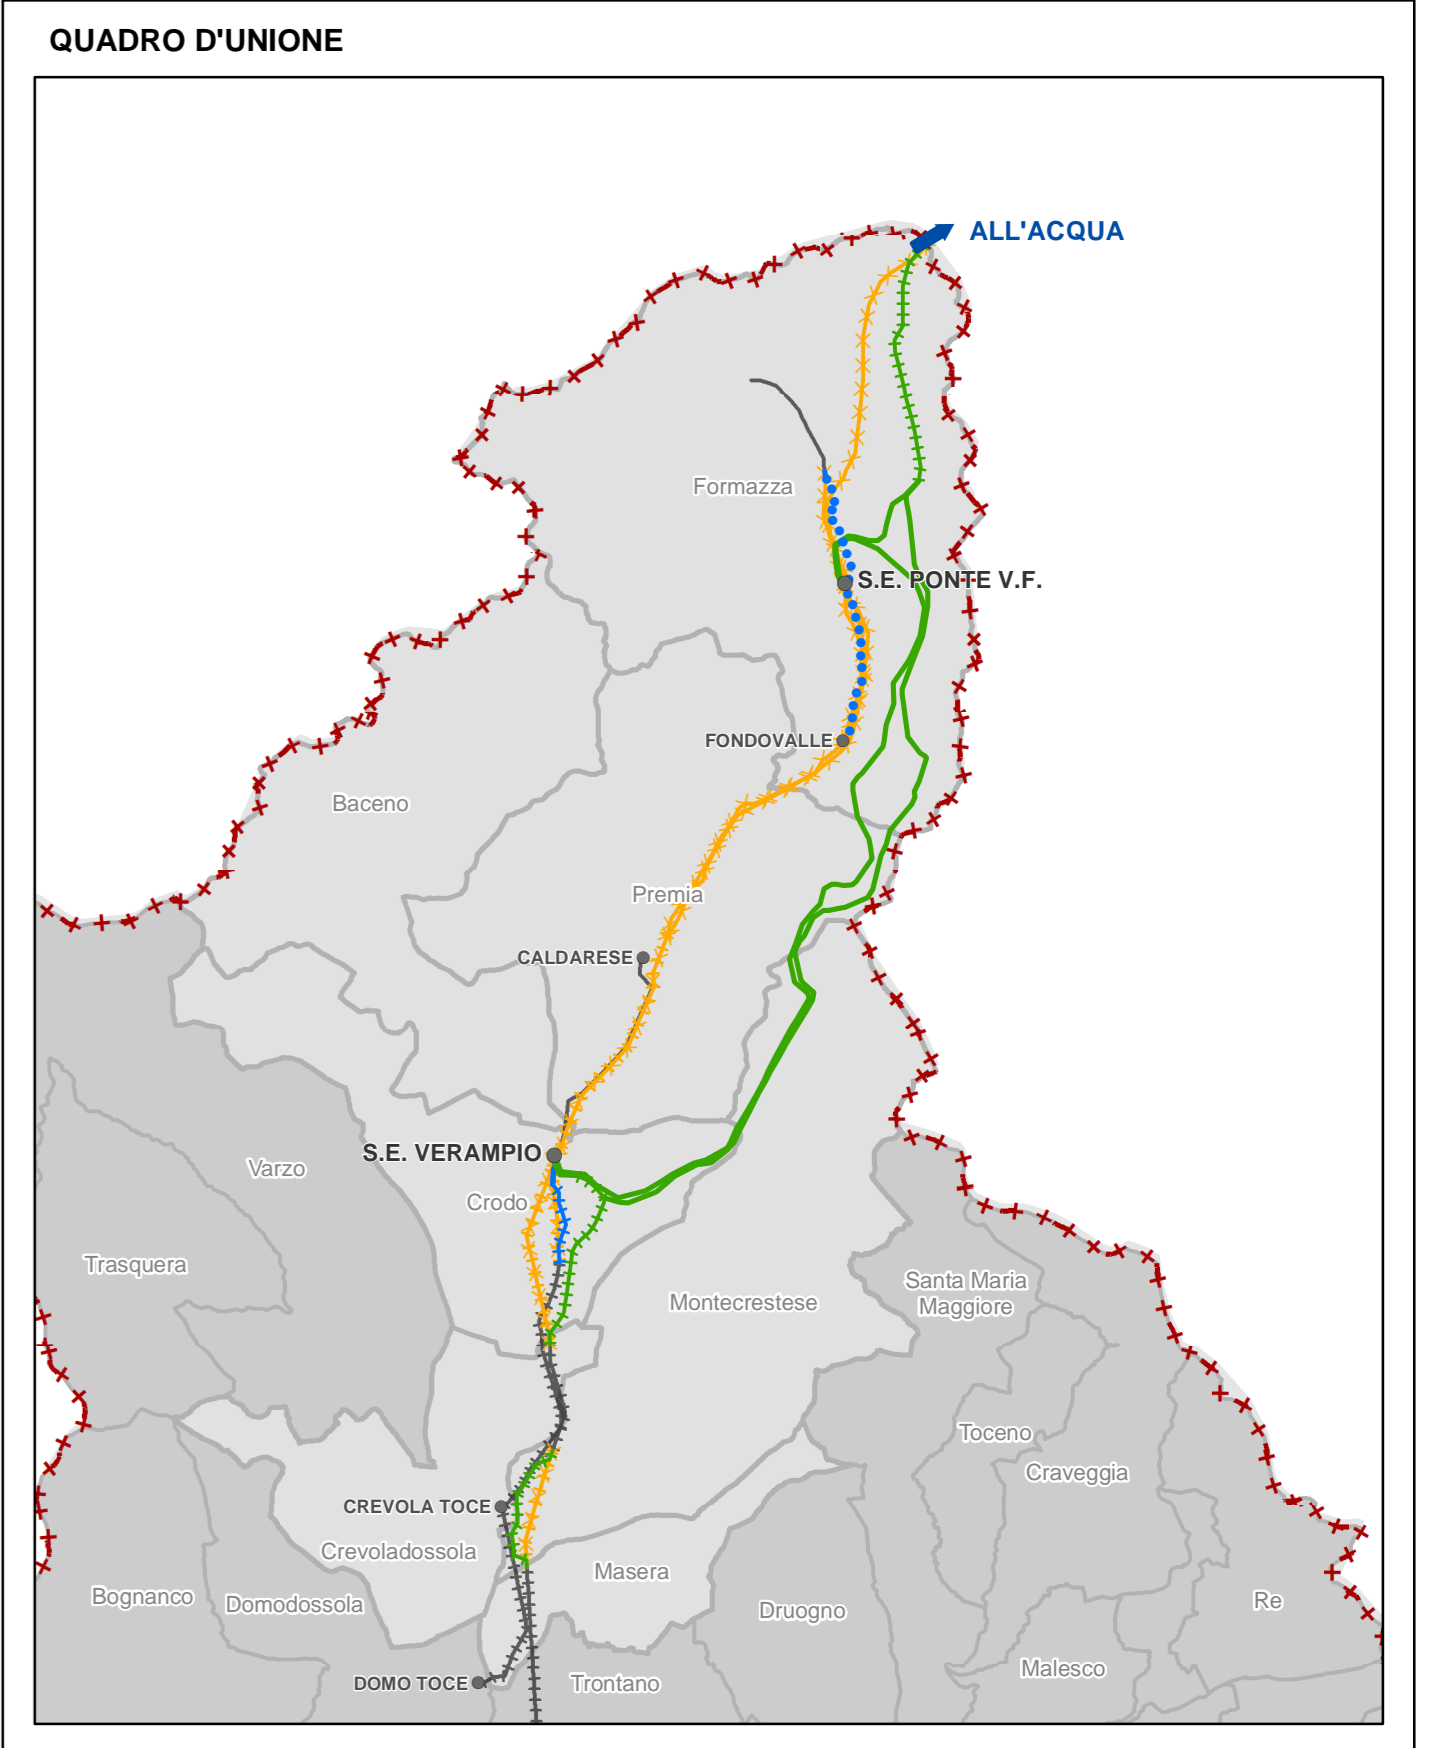 QUADRO D'UNIONE
ALL'ACQUA
Formazza
S.E. PONTE V.F.
FONDOVALLE
Baceno
Premia
CALDARESE
S.E. VERAMPIO
Varzo
Crodo
Trasquera
Santa Maria
Maggiore
Montecrestese
Toceno
Craveggia
CREVOLA TOCE
Crevoladossola
Masera
Bognanco
Domodossola
Druogno
Re
Malesco
DOMO TOCE
Trontano